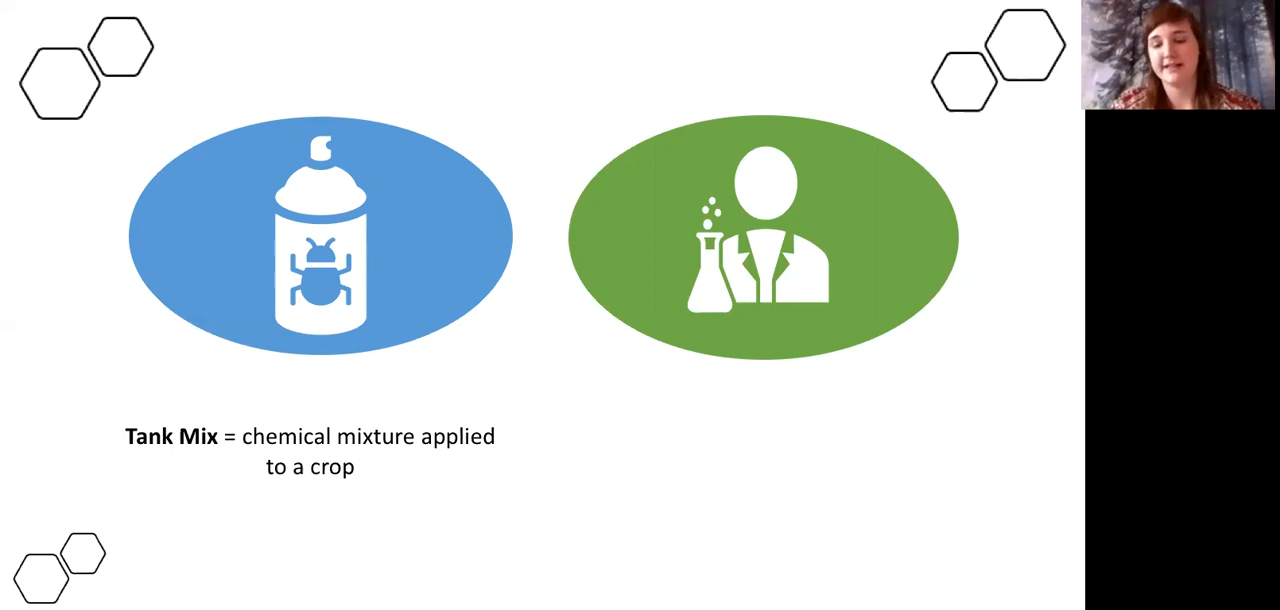 Tank Mix = chemical mixture applied
to a crop